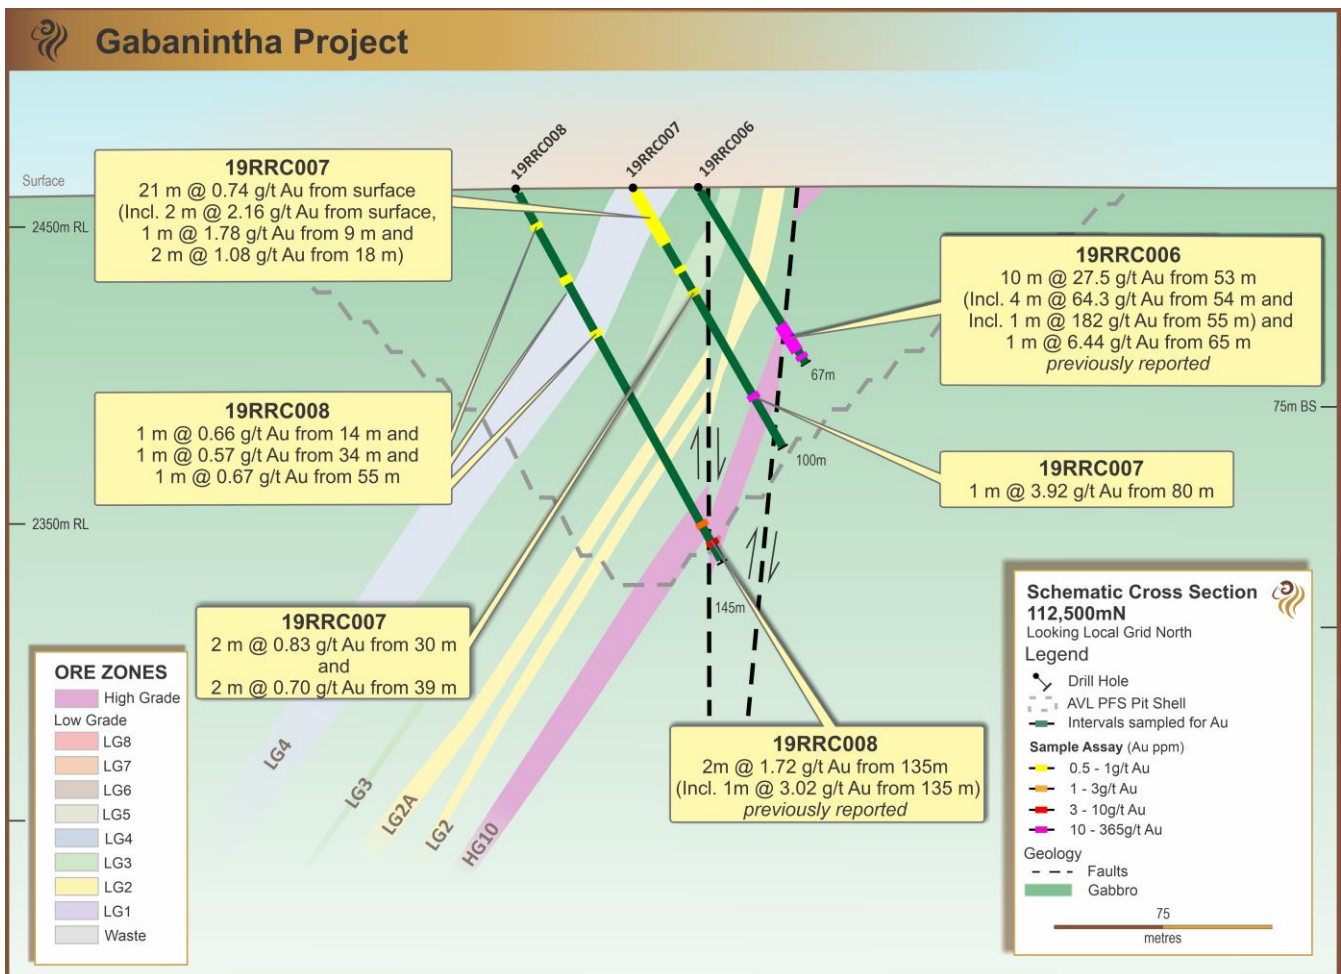 Gabanintha Project
19RRC008
19RRC007
19RRC006
Surface
2450m RL
2350m RL
75m BS
19RRC007
21 m @ 0.74 g/t Au from surface
(Incl. 2 m @ 2.16 g/t Au from surface,
1 m @ 1.78 g/t Au from 9 m and
2 m @ 1.08 g/t Au from 18 m)
19RRC006
10 m @ 27.5 g/t Au from 53 m
(Incl. 4 m @ 64.3 g/t Au from 54 m and
Incl. 1 m @ 182 g/t Au from 55 m) and
1 m @ 6.44 g/t Au from 65 m
previously reported
19RRC008
1 m @ 0.66 g/t Au from 14 m and
1 m @ 0.57 g/t Au from 34 m and
1 m @ 0.67 g/t Au from 55 m
67m
100m
145m
19RRC007
1 m @ 3.92 g/t Au from 80 m
19RRC007
2 m @ 0.83 g/t Au from 30 m
and
2 m @ 0.70 g/t Au from 39 m
19RRC008
2m @ 1.72 g/t Au from 135m
(Incl. 1m @ 3.02 g/t Au from 135 m)
previously reported
LG4
LG3
LG2A
LG2
HG10
ORE ZONES
High Grade
Low Grade
LG8
LG7
LG6
LG5
LG4
LG3
LG2
LG1
Waste
Schematic Cross Section
112,500mN
Looking Local Grid North
Legend
Drill Hole
AVL PFS Pit Shell
Intervals sampled for Au
Sample Assay (Au ppm)
0.5 - 1g/t Au
1 - 3g/t Au
3 - 10g/t Au
10 - 365g/t Au
Geology
Faults
Gabbro
75
metres